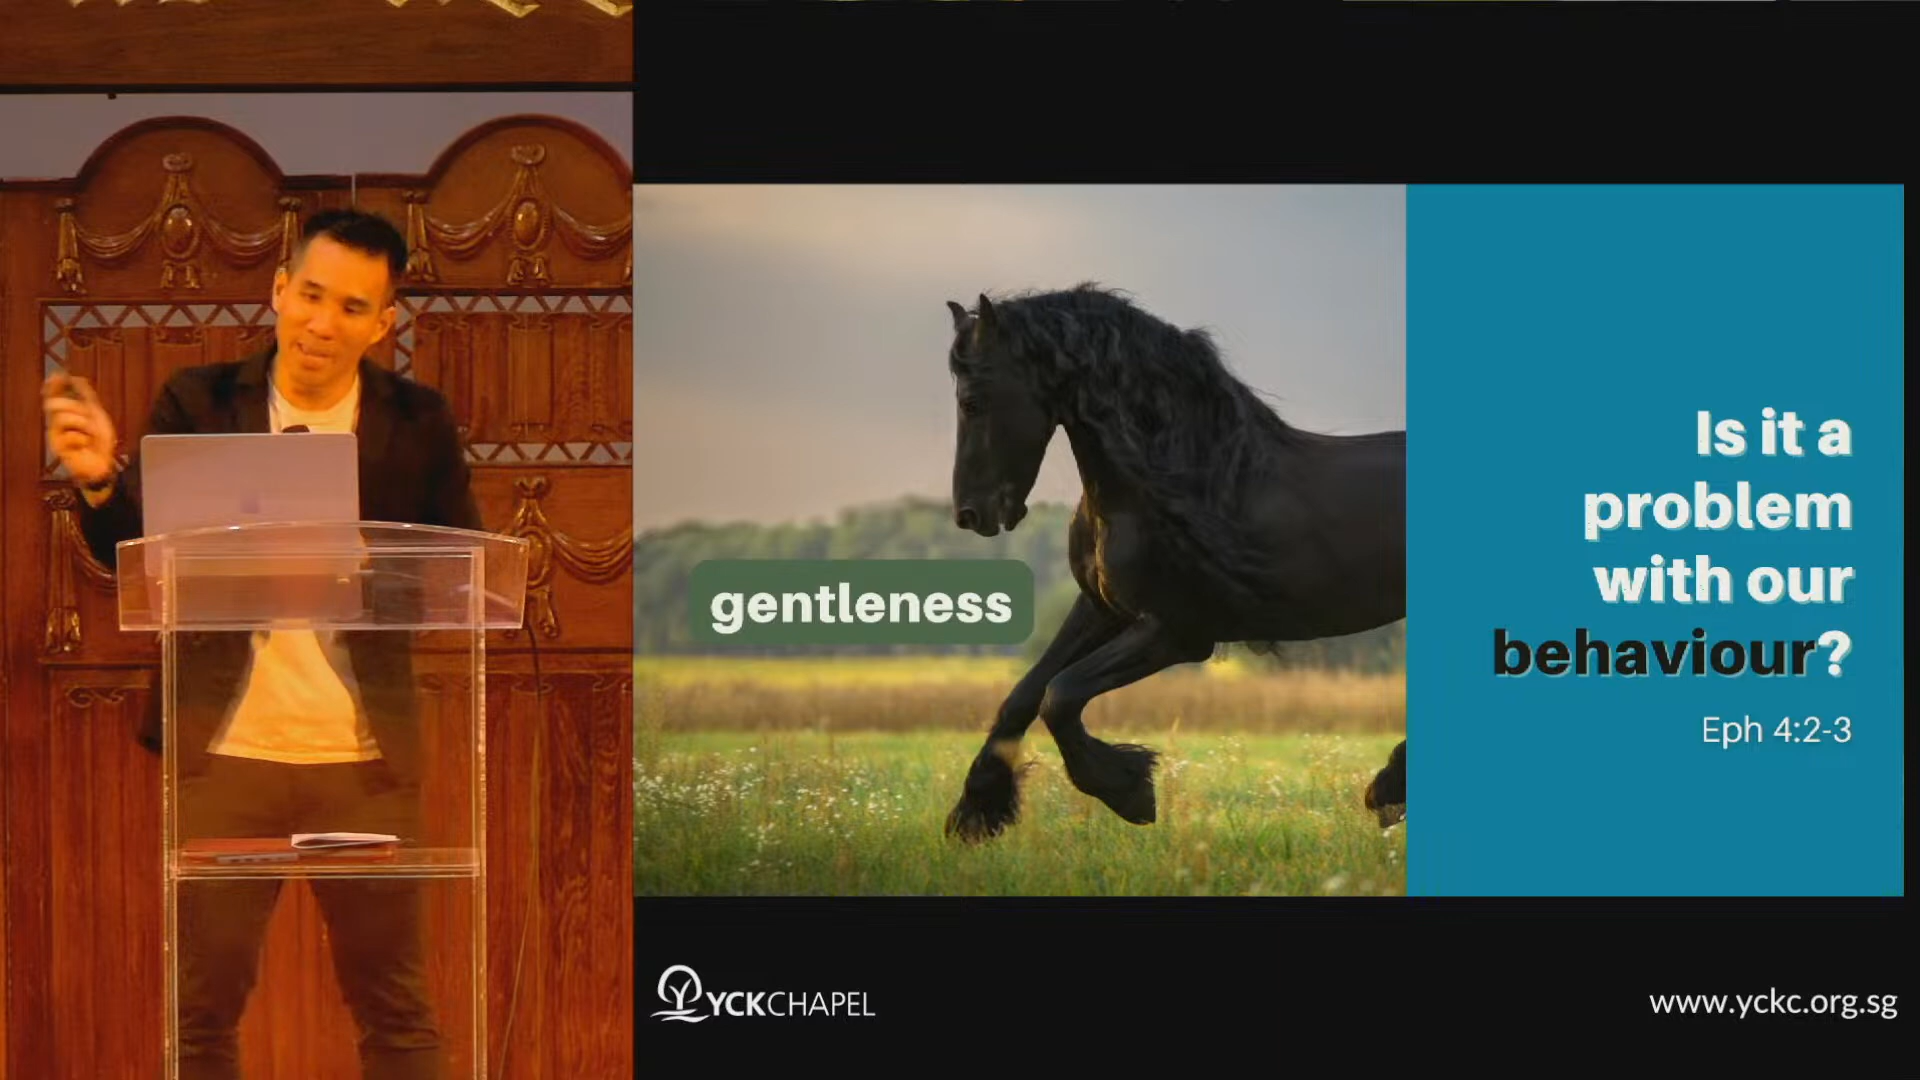 gentleness
Is it a
problem
with our
behaviour?
Eph 4:2-3
YCKCHAPEL
www.yckc.org.sg